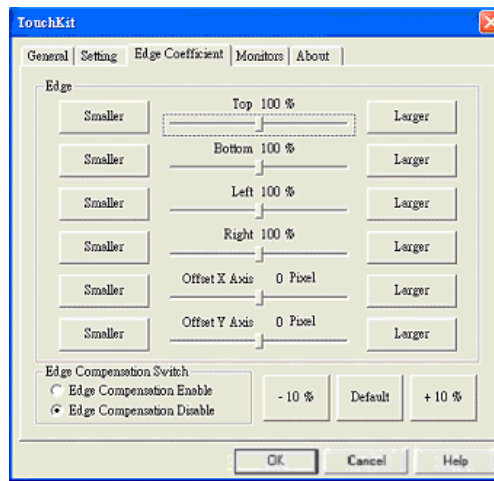 TouchKit
General Setting Edge Coefficient Monitors About
Edge
Smaller Top 100 % Larger
Smaller Bottom 100 % Larger
Smaller Left 100 % Larger
Smaller Right 100 % Larger
Smaller Offset X Axis 0 Pixel Larger
Smaller Offset Y Axis 0 Pixel Larger
Edge Compensation Switch
Edge Compensation Enable
Edge Compensation Disable
- 10 % Default + 10 %
OK Cancel Help